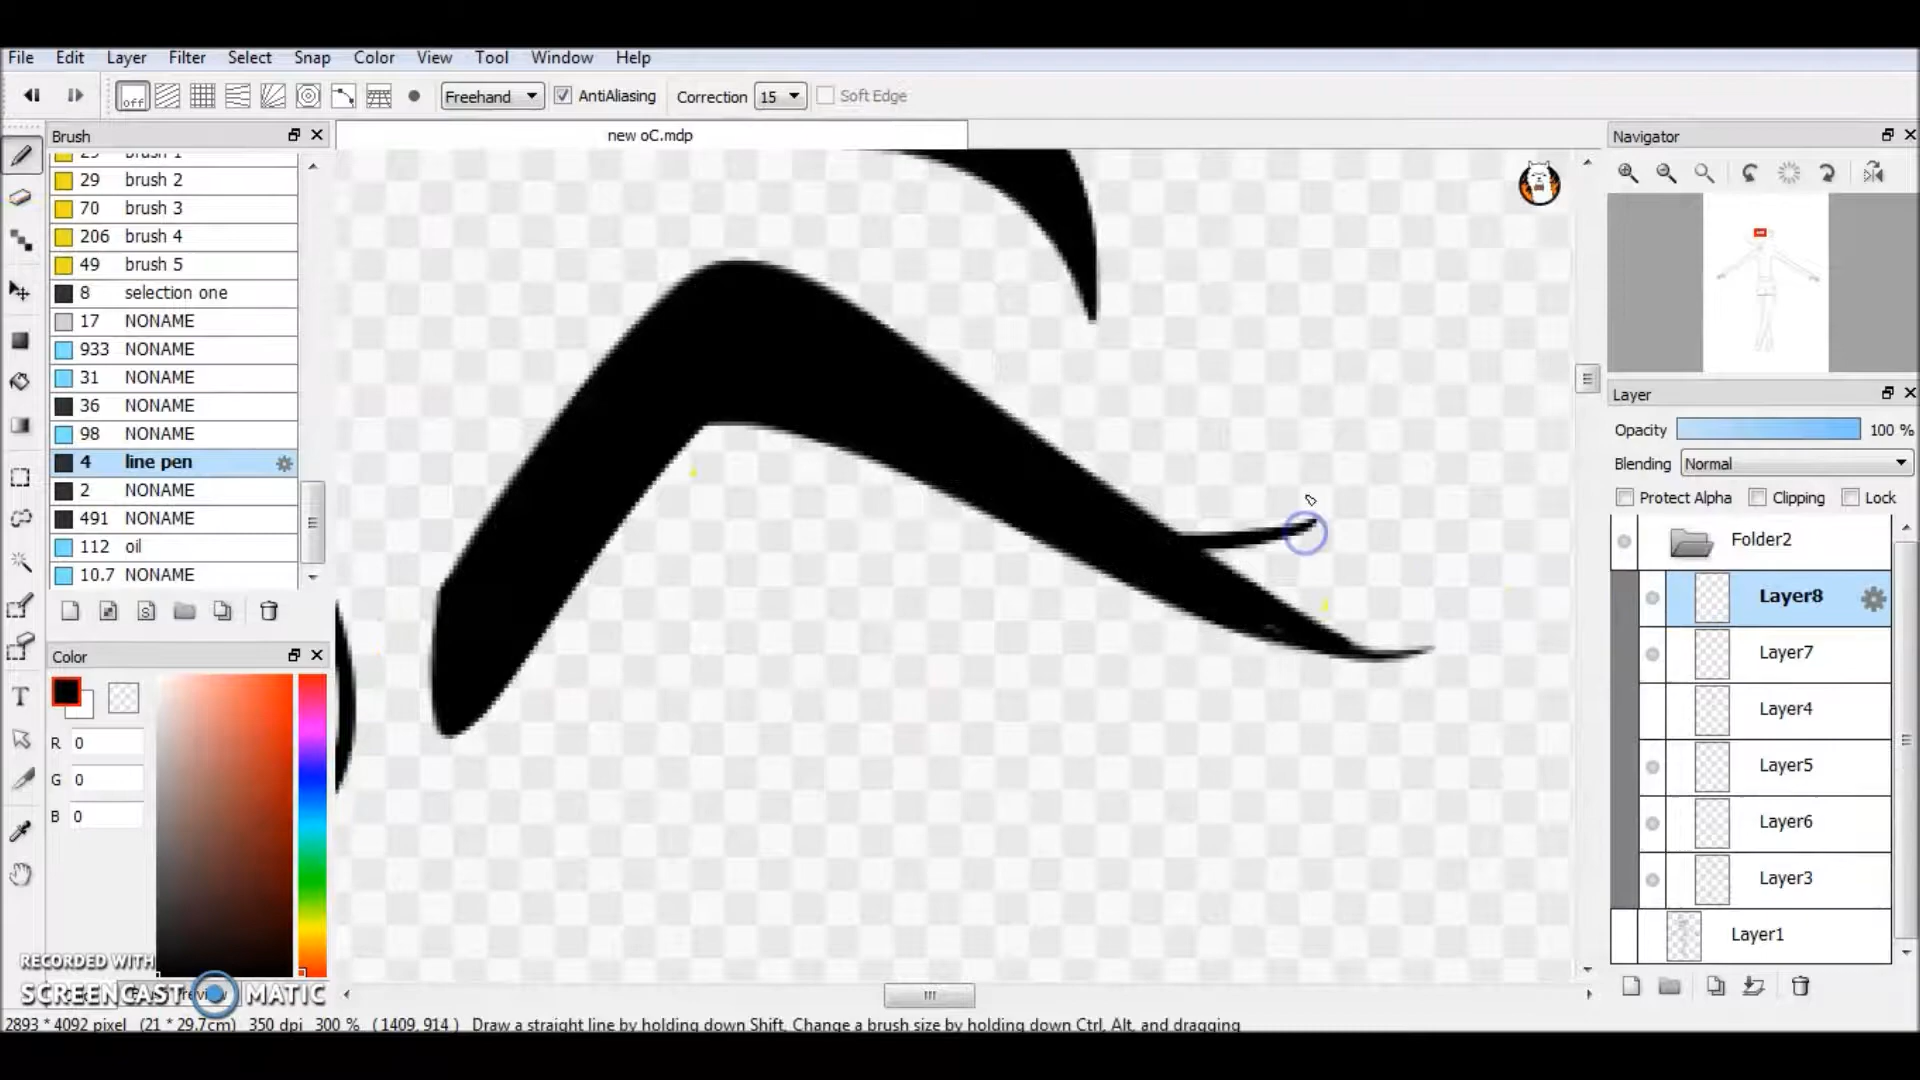 File Edit Layer Filter Select Snap Color View Tool Window Help
off Freehand AntiAliasing Correction 15 Soft Edge
Brush
new oC.mdp
Navigator
brush 1
29 brush 2
70 brush 3
206 brush 4
49 brush 5
8 selection one
17 NONAME
933 NONAME
31 NONAME
36 NONAME
98 NONAME
4 line pen
2 NONAME
491 NONAME
112 oil
10.7 NONAME
Color
R 0
G 0
B 0
Layer
Opacity 100 %
Blending Normal
Protect Alpha Clipping Lock
Folder2
Layer8
Layer7
Layer4
Layer5
Layer6
Layer3
Layer1
RECORDED WITH
SCREENCAST MATIC
2893 * 4092 pixel (21 * 29.7cm) 350 dpi 300 % ( 1409, 914 ) Draw a straight line by holding down Shift, Change a brush size by holding down Ctrl, Alt, and dragging